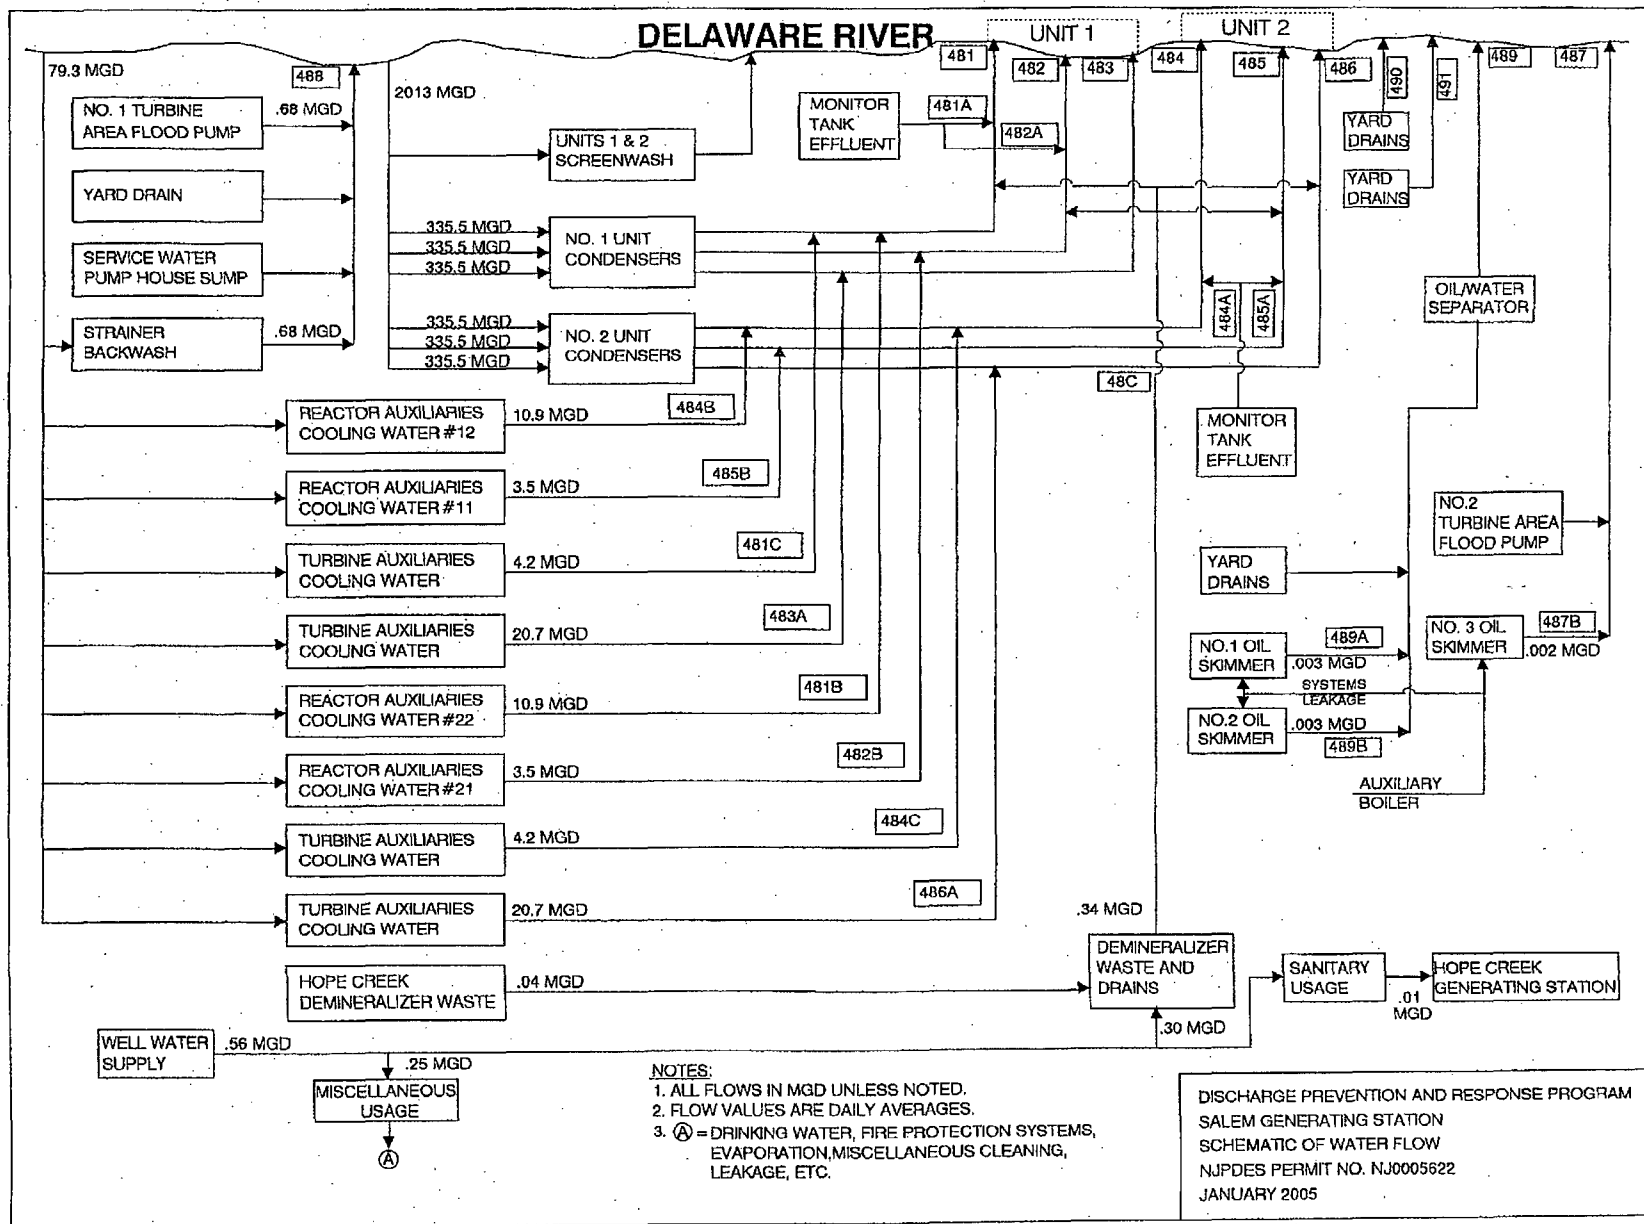 DELAWARE RIVER
UNIT 1
UNIT 2
79.3 MGD
488
2013 MGD
481
482
483
484
485
486
490
491
489
487
NO. 1 TURBINE
AREA FLOOD PUMP
.68 MGD
YARD DRAIN
SERVICE WATER
PUMP HOUSE SUMP
STRAINER
BACKWASH
.68 MGD
UNITS 1 & 2
SCREENWASH
MONITOR
TANK
EFFLUENT
481A
482A
YARD
DRAINS
YARD
DRAINS
335.5 MGD
335.5 MGD
335.5 MGD
NO. 1 UNIT
CONDENSERS
335.5 MGD
335.5 MGD
335.5 MGD
NO. 2 UNIT
CONDENSERS
484A
485A
48C
OIL/WATER
SEPARATOR
MONITOR
TANK
EFFLUENT
REACTOR AUXILIARIES
COOLING WATER #12
10.9 MGD
484B
REACTOR AUXILIARIES
COOLING WATER #11
3.5 MGD
485B
TURBINE AUXILIARIES
COOLING WATER
4.2 MGD
481C
TURBINE AUXILIARIES
COOLING WATER
20.7 MGD
483A
REACTOR AUXILIARIES
COOLING WATER #22
10.9 MGD
481B
REACTOR AUXILIARIES
COOLING WATER #21
3.5 MGD
482B
TURBINE AUXILIARIES
COOLING WATER
4.2 MGD
484C
TURBINE AUXILIARIES
COOLING WATER
20.7 MGD
486A
NO.2
TURBINE AREA
FLOOD PUMP
YARD
DRAINS
NO.1 OIL
SKIMMER
489A
.003 MGD
SYSTEMS
LEAKAGE
NO.2 OIL
SKIMMER
.003 MGD
489B
NO. 3 OIL
SKIMMER
487B
.002 MGD
AUXILIARY
BOILER
HOPE CREEK
DEMINERALIZER WASTE
.04 MGD
.34 MGD
DEMINERALIZER
WASTE AND
DRAINS
.30 MGD
SANITARY
USAGE
.01
MGD
HOPE CREEK
GENERATING STATION
WELL WATER
SUPPLY
.56 MGD
.25 MGD
MISCELLANEOUS
USAGE
A
NOTES:
1. ALL FLOWS IN MGD UNLESS NOTED.
2. FLOW VALUES ARE DAILY AVERAGES.
3. Ⓐ = DRINKING WATER, FIRE PROTECTION SYSTEMS,
EVAPORATION,MISCELLANEOUS CLEANING,
LEAKAGE, ETC.
DISCHARGE PREVENTION AND RESPONSE PROGRAM
SALEM GENERATING STATION
SCHEMATIC OF WATER FLOW
NJPDES PERMIT NO. NJ0005622
JANUARY 2005